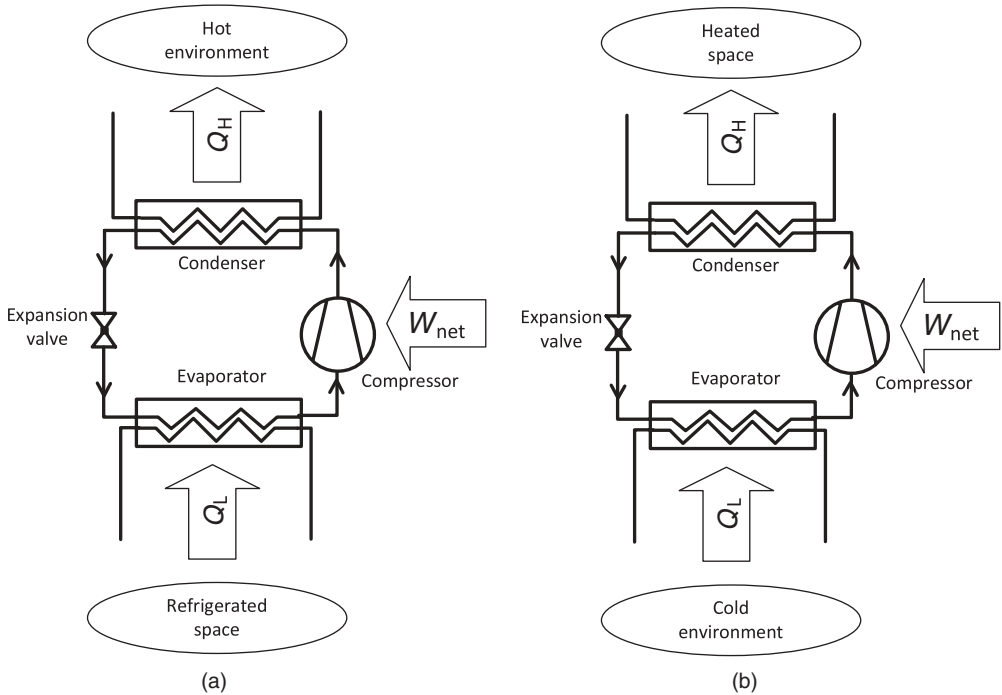 Hot
environment
Q_H
Condenser
Expansion
valve
W_net
Compressor
Evaporator
Q_L
Refrigerated
space
(a)
Heated
space
Q_H
Condenser
Expansion
valve
W_net
Compressor
Evaporator
Q_L
Cold
environment
(b)